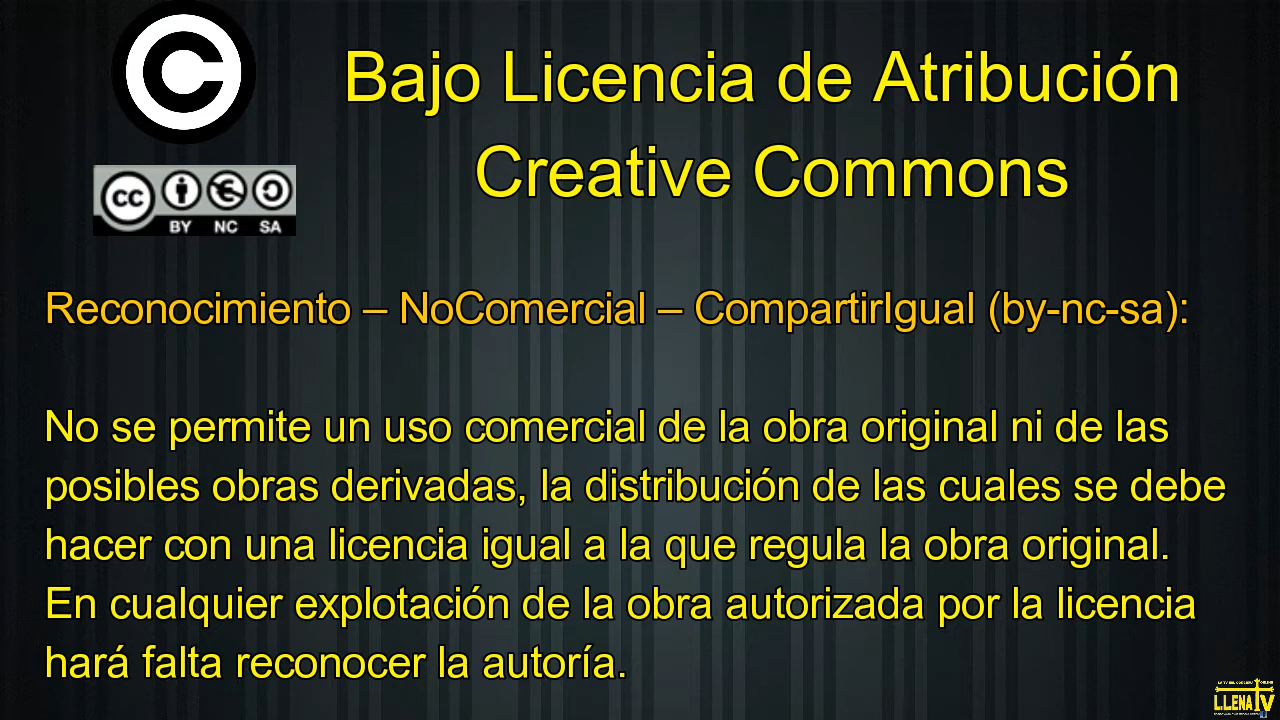 Bajo Licencia de Atribución
Creative Commons
cc
BY NC SA
Reconocimiento – NoComercial – CompartirIgual (by-nc-sa):
No se permite un uso comercial de la obra original ni de las
posibles obras derivadas, la distribución de las cuales se debe
hacer con una licencia igual a la que regula la obra original.
En cualquier explotación de la obra autorizada por la licencia
hará falta reconocer la autoría.
LLENA TV